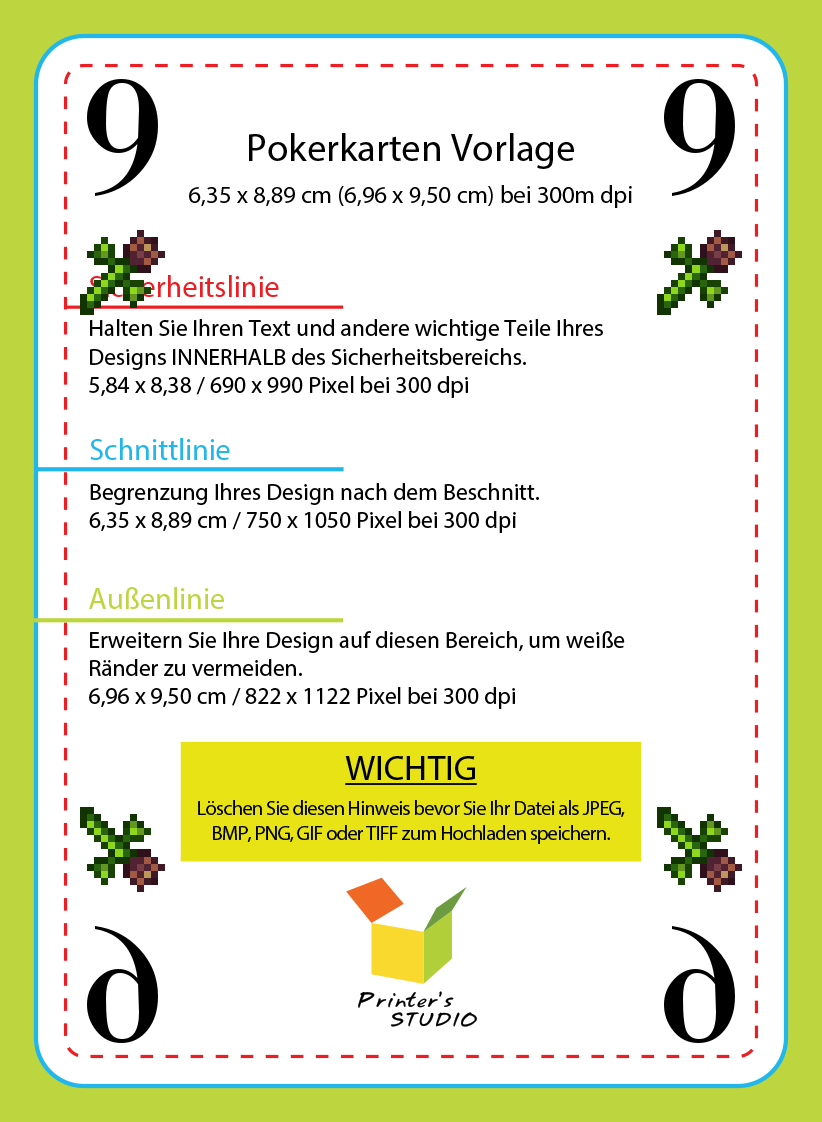 9 9
Pokerkarten Vorlage
6,35 x 8,89 cm (6,96 x 9,50 cm) bei 300m dpi
Sicherheitslinie
Halten Sie Ihren Text und andere wichtige Teile Ihres
Designs INNERHALB des Sicherheitsbereichs.
5,84 x 8,38 / 690 x 990 Pixel bei 300 dpi
Schnittlinie
Begrenzung Ihres Design nach dem Beschnitt.
6,35 x 8,89 cm / 750 x 1050 Pixel bei 300 dpi
Außenlinie
Erweitern Sie Ihre Design auf diesen Bereich, um weiße
Ränder zu vermeiden.
6,96 x 9,50 cm / 822 x 1122 Pixel bei 300 dpi
WICHTIG
Löschen Sie diesen Hinweis bevor Sie Ihr Datei als JPEG,
BMP, PNG, GIF oder TIFF zum Hochladen speichern.
Printer's
STUDIO
9 9